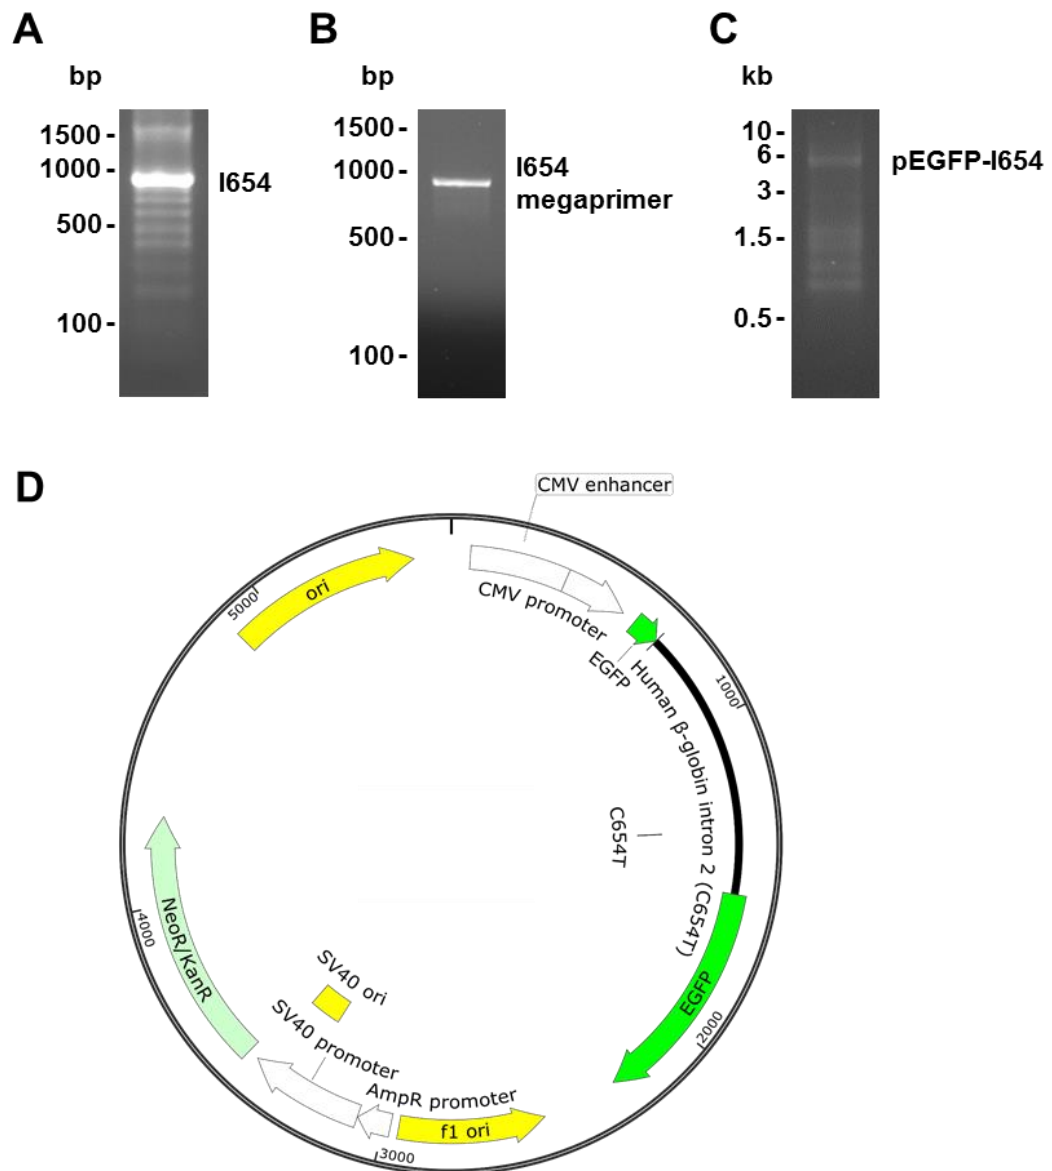 A
bp
1500 -
1000 -
500 -
100 -
I654
B
bp
1500 -
1000 -
500 -
100 -
I654
megaprimer
C
kb
10 -
6 -
3 -
1.5 -
0.5 -
pEGFP-I654
D
CMV enhancer
CMV promoter
EGFP
Human β-globin intron 2 (C654T)
1000
C654T
EGFP
2000
f1 ori
3000
AmpR promoter
SV40 promoter
SV40 ori
NeoR/KanR
4000
5000
ori